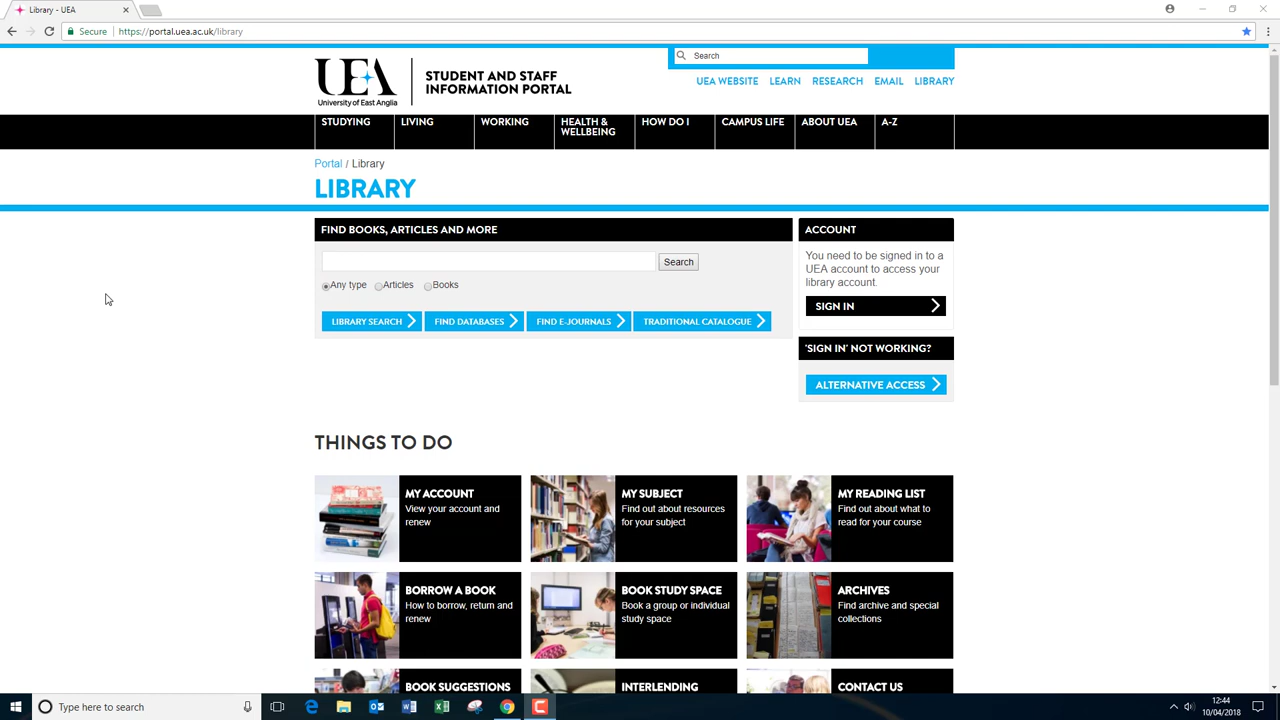 Library - UEA
Secure
https://portal.uea.ac.uk/library
Search
UEA
University of East Anglia
STUDENT AND STAFF
INFORMATION PORTAL
UEA WEBSITE LEARN RESEARCH EMAIL LIBRARY
STUDYING LIVING WORKING HEALTH & WELLBEING HOW DO I CAMPUS LIFE ABOUT UEA A-Z
Portal / Library
LIBRARY
FIND BOOKS, ARTICLES AND MORE
Search
Any type Articles Books
LIBRARY SEARCH FIND DATABASES FIND E-JOURNALS TRADITIONAL CATALOGUE
ACCOUNT
You need to be signed in to a
UEA account to access your
library account.
SIGN IN
'SIGN IN' NOT WORKING?
ALTERNATIVE ACCESS
THINGS TO DO
MY ACCOUNT
View your account and
renew
MY SUBJECT
Find out about resources
for your subject
MY READING LIST
Find out about what to
read for your course
BORROW A BOOK
How to borrow, return and
renew
BOOK STUDY SPACE
Book a group or individual
study space
ARCHIVES
Find archive and special
collections
BOOK SUGGESTIONS
INTERLENDING
CONTACT US
Type here to search
12:44
10/04/2018